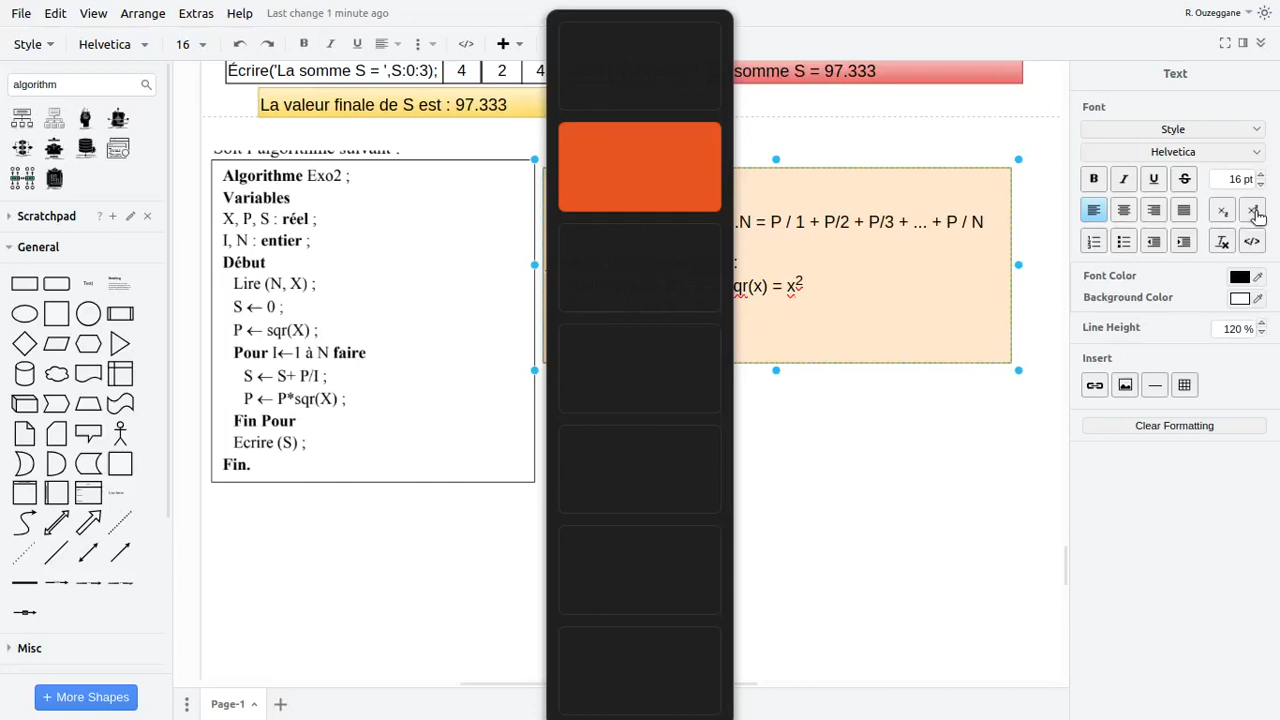 File Edit View Arrange Extras Help Last change 1 minute ago R. Ouzeggane
Style Helvetica 16 B I U </> + 97%
algorithm
Écrire('La somme S = ',S:0:3); 4 2 4 somme S = 97.333
La valeur finale de S est : 97.333
Algorithme Exo2 ;
Variables
X, P, S : réel ;
I, N : entier ;
Début
Lire (N, X) ;
S ← 0 ;
P ← sqr(X) ;
Pour I←1 à N faire
S ← S+ P/I ;
P ← P*sqr(X) ;
Fin Pour
Ecrire (S) ;
Fin.
.N = P / 1 + P/2 + P/3 + ... + P / N
:
qr(x) = x²
Scratchpad ?
General
Text
Misc
+ More Shapes
Page-1
Text
Font
Style
Helvetica
B I U S 16 pt
Font Color
Background Color
Line Height 120 %
Insert
Clear Formatting